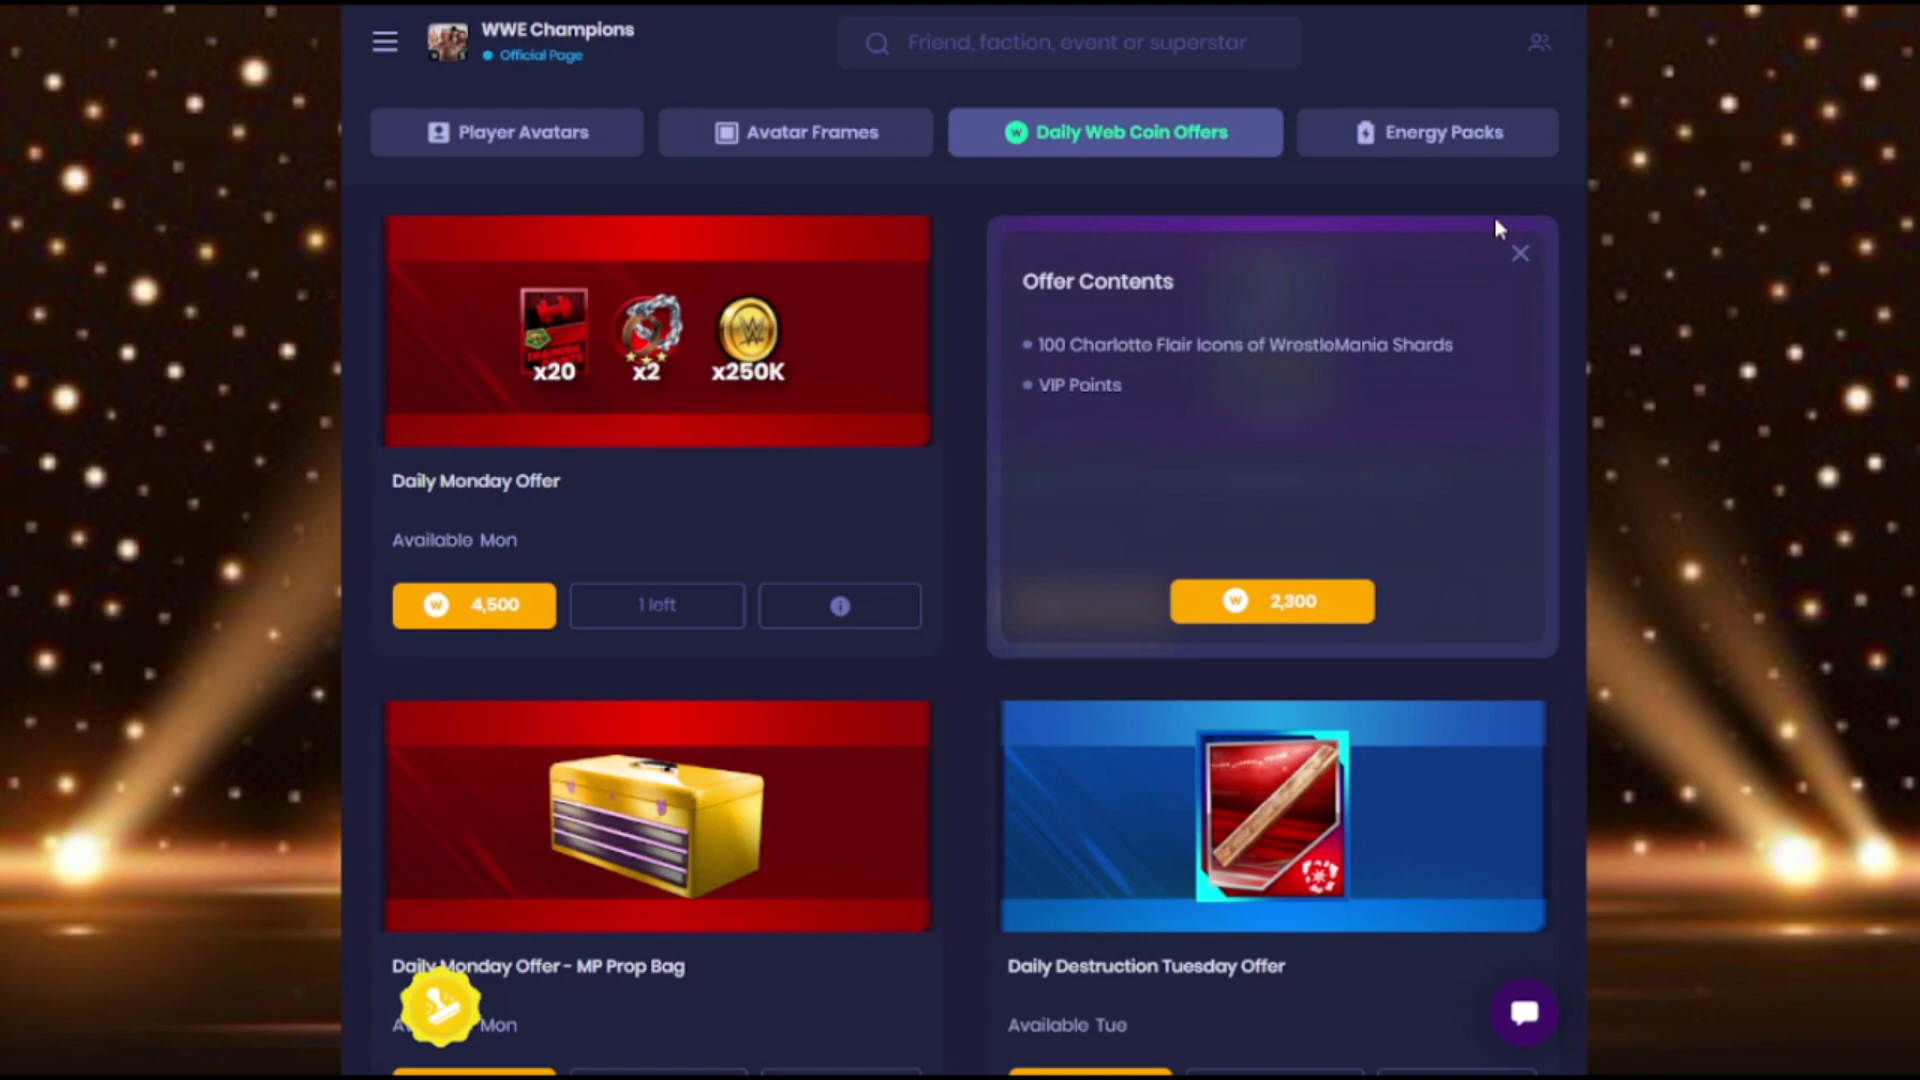 WWE Champions
Official Page
Friend, faction, event or superstar
Player Avatars
Avatar Frames
Daily Web Coin Offers
Energy Packs
x20
x2
x250K
Daily Monday Offer
Available Mon
4,500
1 left
Offer Contents
100 Charlotte Flair Icons of WrestleMania Shards
VIP Points
2,300
Daily Monday Offer - MP Prop Bag
Mon
Daily Destruction Tuesday Offer
Available Tue